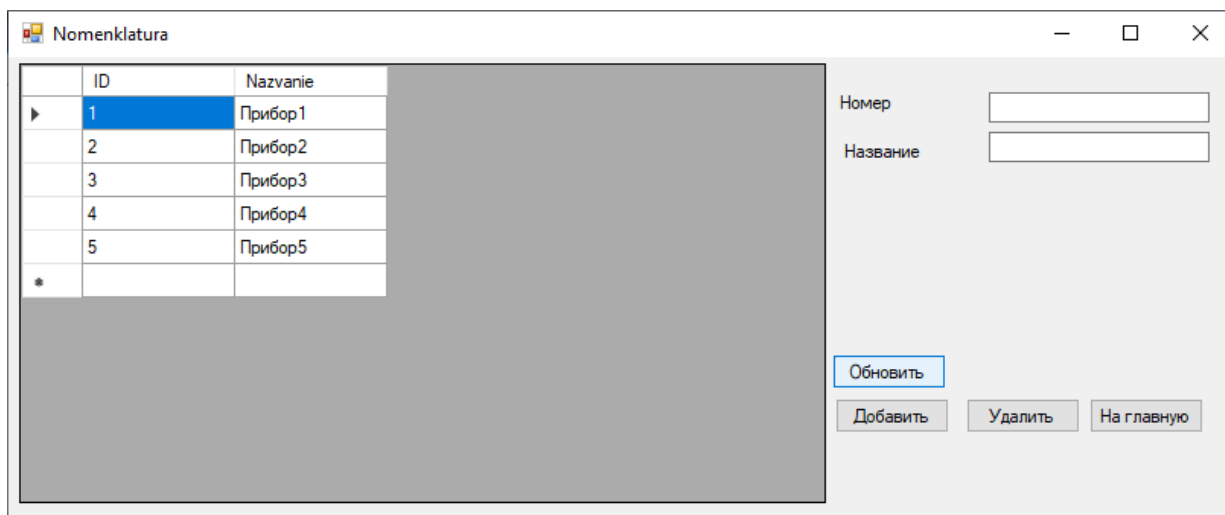 Nomenklatura
ID Nazvanie
1 Прибор1
2 Прибор2
3 Прибор3
4 Прибор4
5 Прибор5
Номер
Название
Обновить
Добавить Удалить На главную